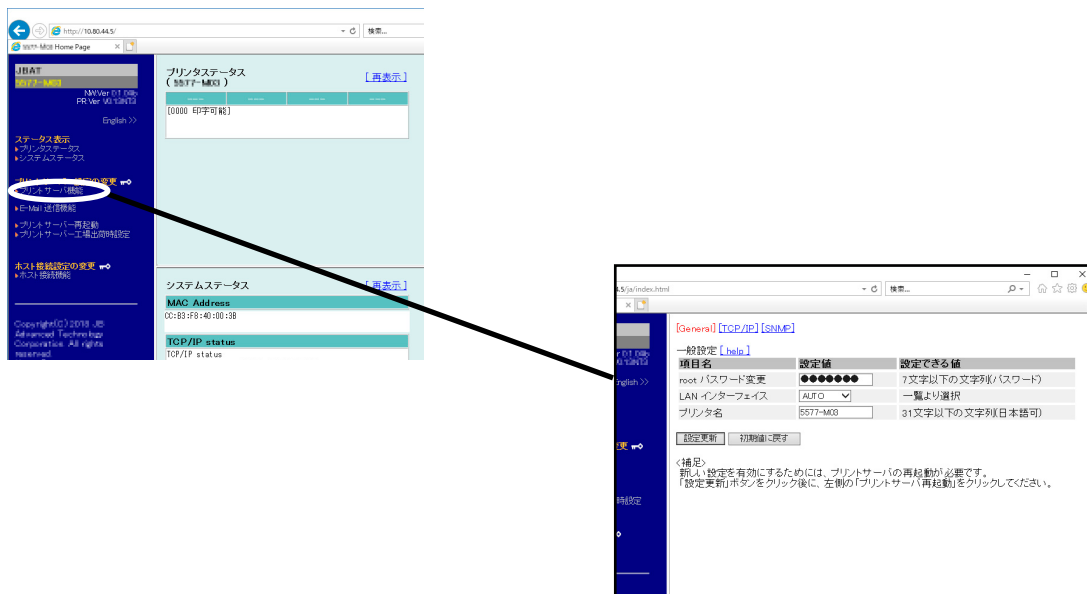 http://10.80.44.5/
検索...
5577-M03 Home Page
JBAT
5577-M03
NWVer
PR Ver
English >>
ステータス表示
プリンタステータス
システムステータス
の変更
プリントサーバ機能
E-Mail 送信機能
プリントサーバー再起動
プリントサーバー工場出荷時設定
ホスト接続設定の変更
ホスト接続機能
Copyright(C)2018 JB
Advanced Technology
Corporation All rights
reserved
プリンタステータス
( 5577-M03 )
[再表示]
--- --- --- ---
[0000 印字可能]
システムステータス
[再表示]
MAC Address
CC:B3:F8:40:00:3B
TCP/IP status
TCP/IP status
4.5/ja/index.html
検索...
English >>
変更
時設定
[General] [TCP/IP] [SNMP]
一般設定 [ help ]
項目名 設定値 設定できる値
root パスワード変更 ●●●●●●● 7文字以下の文字列(パスワード)
LAN インターフェイス AUTO 一覧より選択
プリンタ名 5577-M03 31文字以下の文字列(日本語可)
設定更新 初期値に戻す
<補足>
新しい設定を有効にするためには、プリントサーバの再起動が必要です。
「設定更新」ボタンをクリック後に、左側の「プリントサーバ再起動」をクリックしてください。